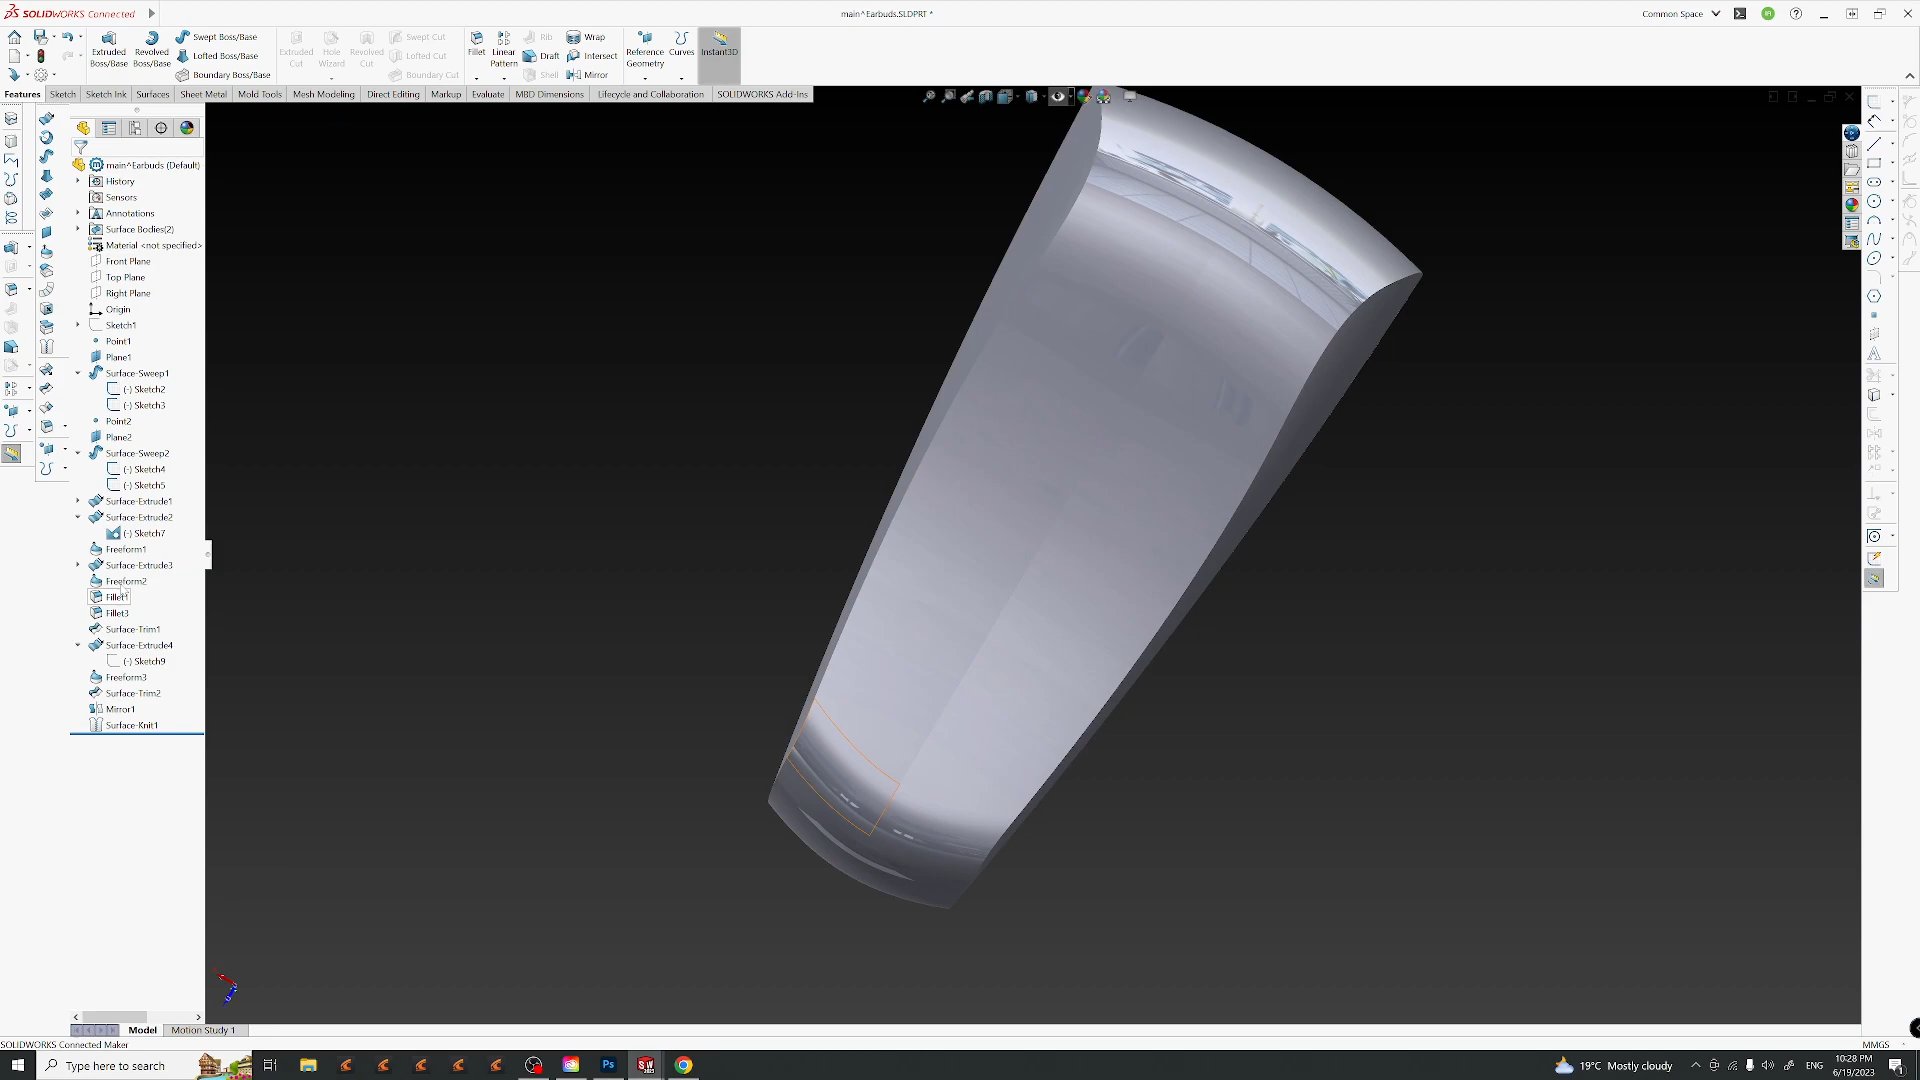 SOLIDWORKS Connected
main^Earbuds.SLDPRT *
Common Space
Extruded Boss/Base
Revolved Boss/Base
Swept Boss/Base
Lofted Boss/Base
Boundary Boss/Base
Extruded Cut
Hole Wizard
Revolved Cut
Swept Cut
Lofted Cut
Boundary Cut
Fillet
Linear Pattern
Rib
Draft
Shell
Wrap
Intersect
Mirror
Reference Geometry
Curves
Instant3D
Features Sketch Sketch Ink Surfaces Sheet Metal Mold Tools Mesh Modeling Direct Editing Markup Evaluate MBD Dimensions Lifecycle and Collaboration SOLIDWORKS Add-Ins
main^Earbuds (Default)
History
Sensors
Annotations
Surface Bodies(2)
Material <not specified>
Front Plane
Top Plane
Right Plane
Origin
Sketch1
Point1
Plane1
Surface-Sweep1
(-) Sketch2
(-) Sketch3
Point2
Plane2
Surface-Sweep2
(-) Sketch4
(-) Sketch5
Surface-Extrude1
Surface-Extrude2
(-) Sketch7
Freeform1
Surface-Extrude3
Freeform2
Fillet1
Fillet3
Surface-Trim1
Surface-Extrude4
(-) Sketch9
Freeform3
Surface-Trim2
Mirror1
Surface-Knit1
Model Motion Study 1
SOLIDWORKS Connected Maker
MMGS
Type here to search
Ps
SW
19°C Mostly cloudy
ENG
10:28 PM
6/19/2023